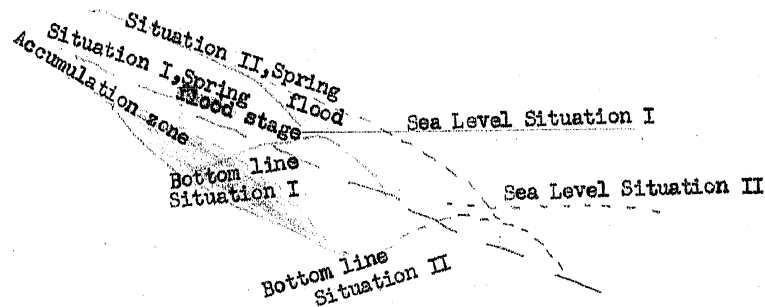 Situation II, Spring
flood
Situation I, Spring
flood stage
Accumulation zone
Sea Level Situation I
Bottom line
Situation I
Sea Level Situation II
Bottom line
Situation II